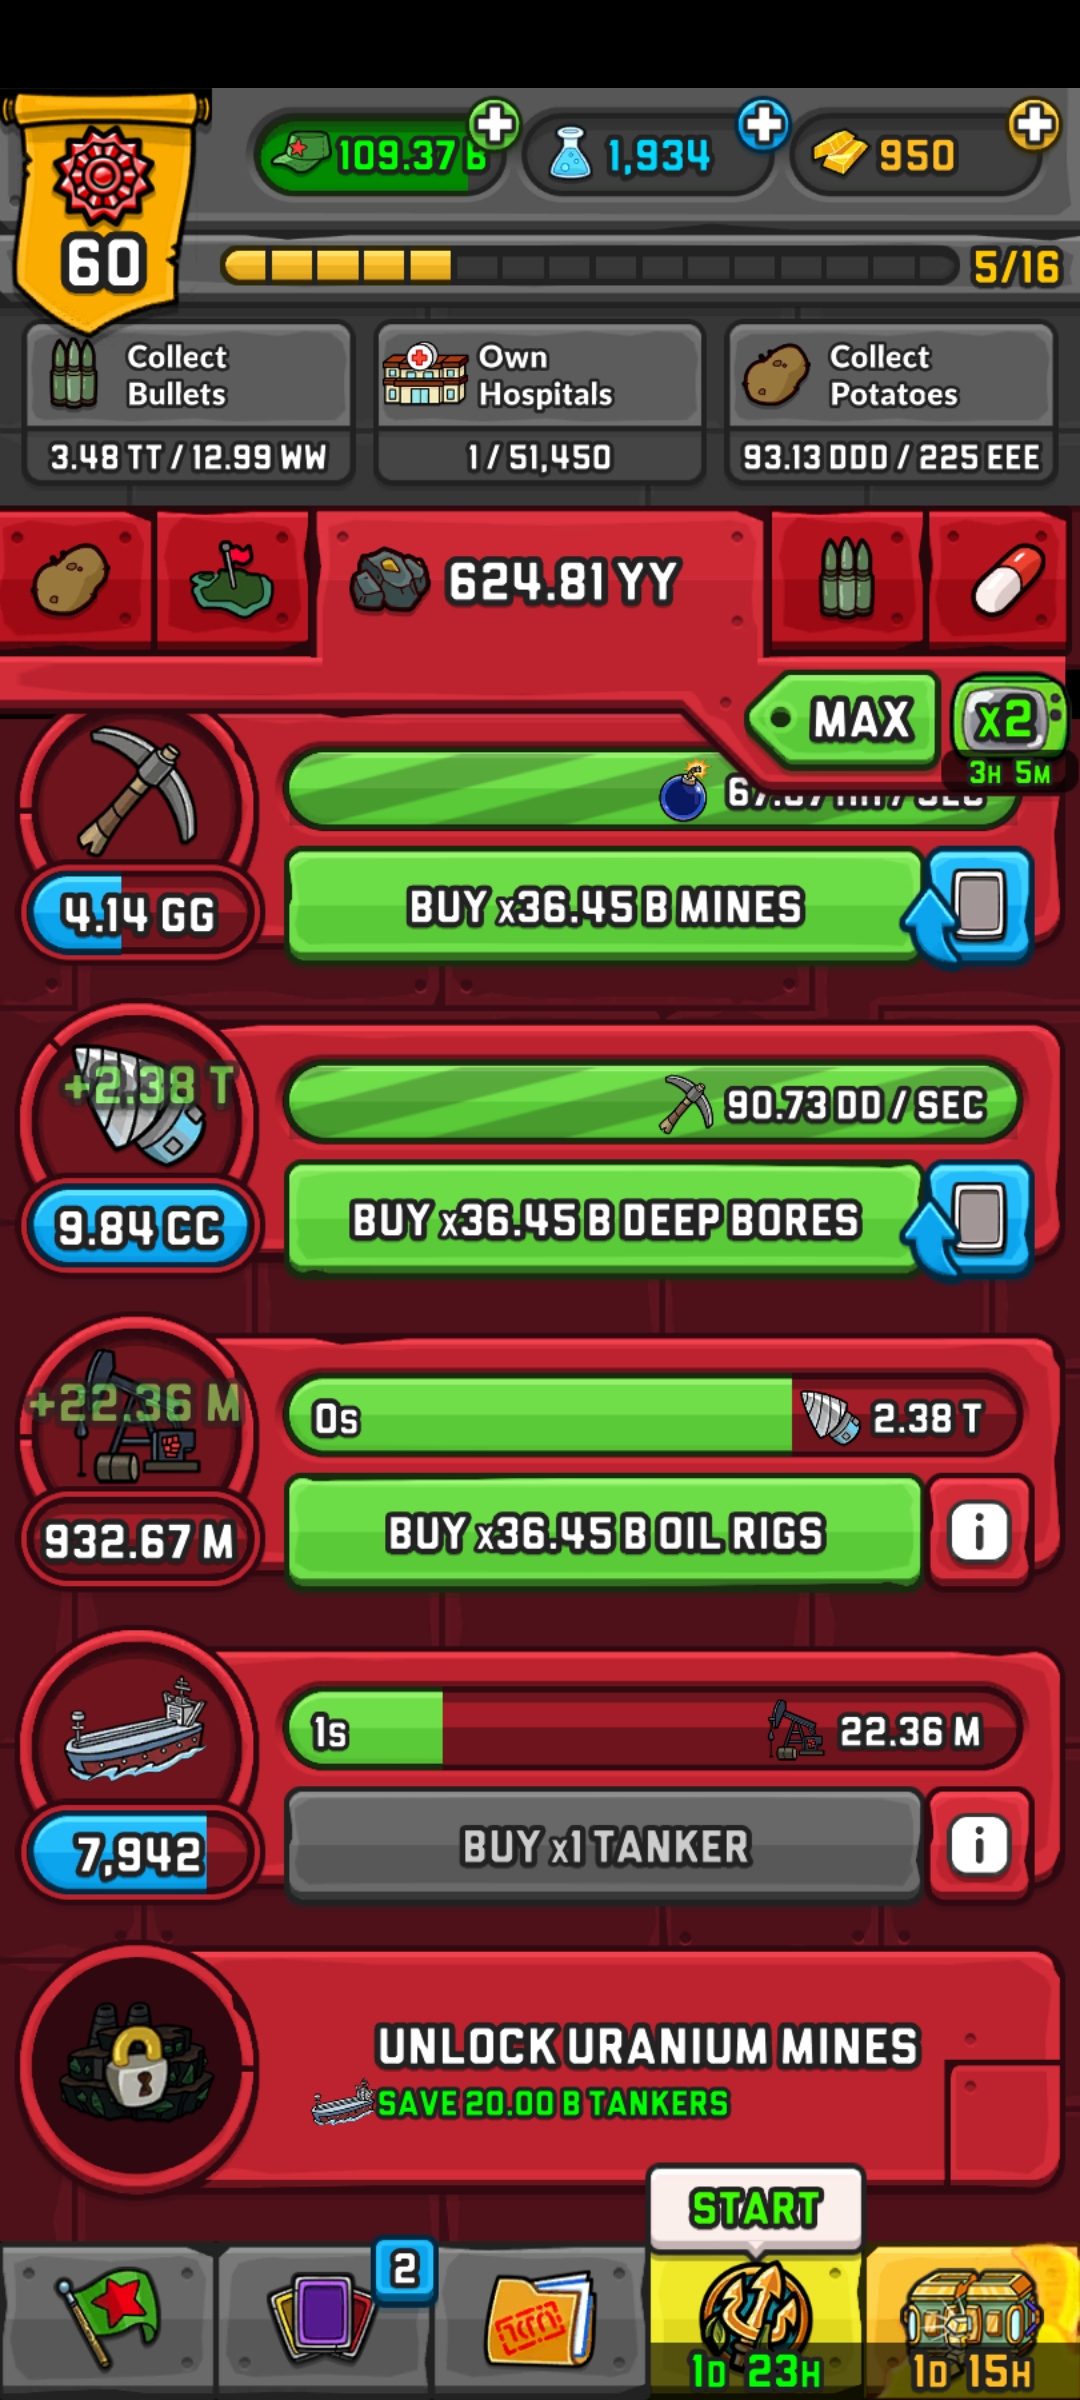 109.37 B
1,934
950
60
5/16
Collect
Bullets
3.48 TT / 12.99 WW
Own
Hospitals
1 / 51,450
Collect
Potatoes
93.13 DDD / 225 EEE
624.81 YY
MAX
x2
3H 5M
/ SEC
4.14 GG
BUY x36.45 B MINES
+2.38 T
90.73 DD / SEC
9.84 CC
BUY x36.45 B DEEP BORES
+22.36 M
0s
2.38 T
932.67 M
BUY x36.45 B OIL RIGS
i
1s
22.36 M
7,942
BUY x1 TANKER
i
UNLOCK URANIUM MINES
SAVE 20.00 B TANKERS
START
2
1D 23H
1D 15H